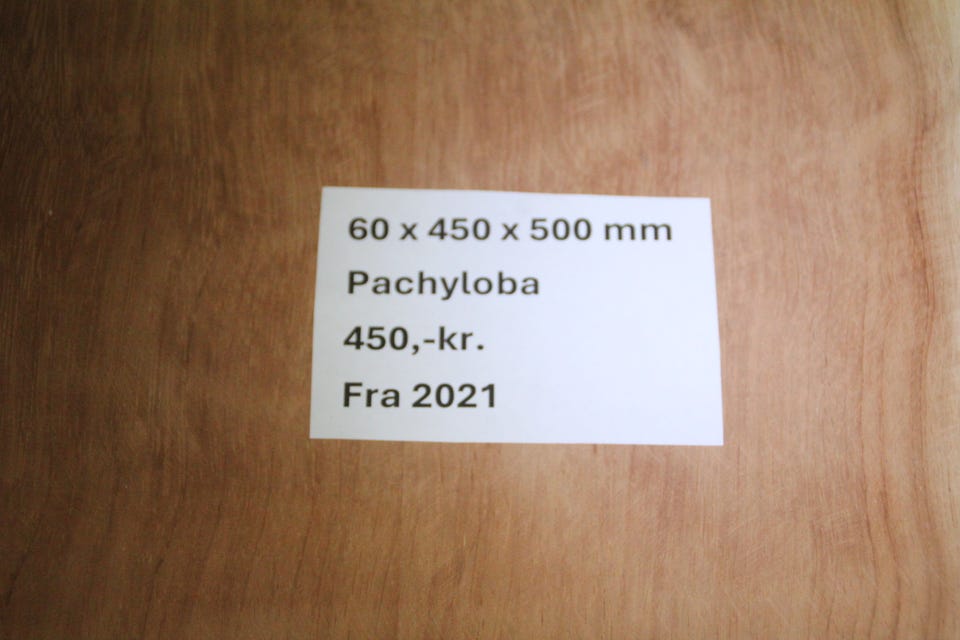 60 x 450 x 500 mm
Pachyloba
450,-kr.
Fra 2021